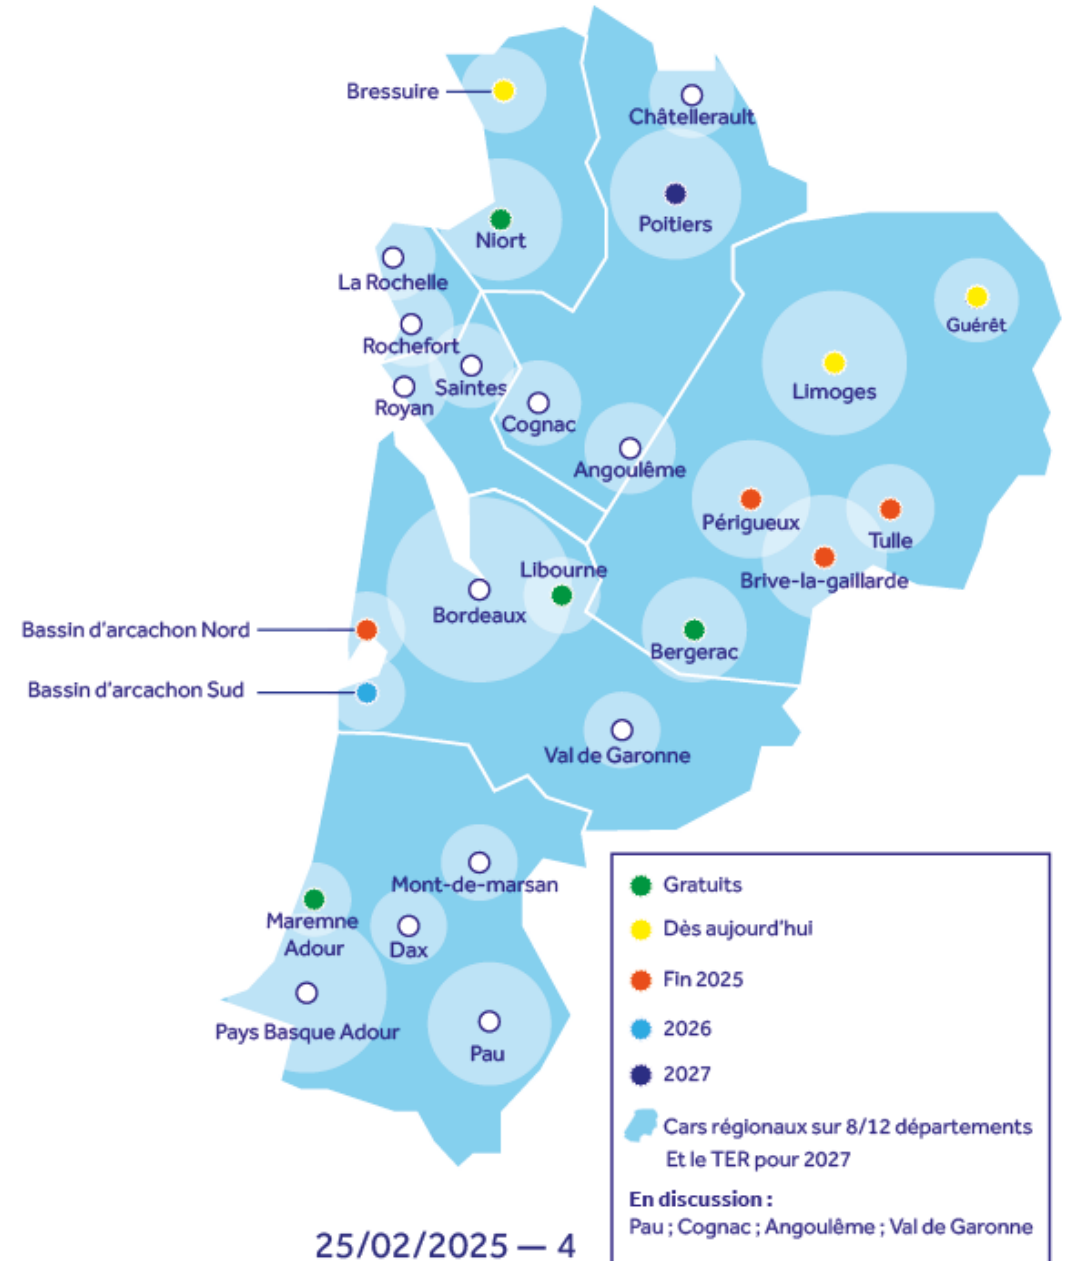 Bressuire
Châtellerault
Poitiers
Niort
La Rochelle
Guérêt
Rochefort
Saintes
Limoges
Royan
Cognac
Angoulême
Périgueux
Tulle
Libourne
Brive-la-gaillarde
Bordeaux
Bassin d'arcachon Nord
Bergerac
Bassin d'arcachon Sud
Val de Garonne
Mont-de-marsan
Maremne
Adour
Dax
Pays Basque Adour
Pau
Gratuits
Dès aujourd'hui
Fin 2025
2026
2027
Cars régionaux sur 8/12 départements
Et le TER pour 2027
En discussion :
Pau ; Cognac ; Angoulême ; Val de Garonne
25/02/2025 — 4